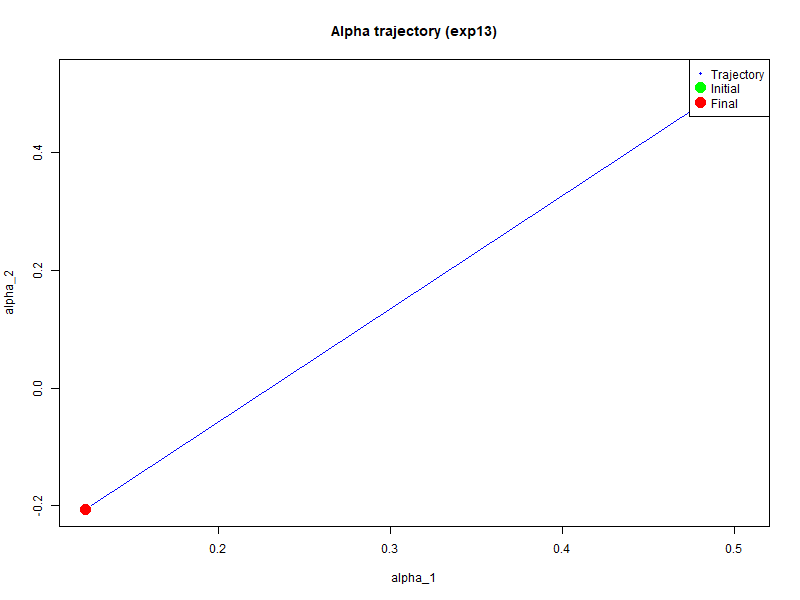 Alpha trajectory (exp13)
Trajectory
Initial
Final
0.4
0.2
0.0
-0.2
alpha_2
0.2 0.3 0.4 0.5
alpha_1